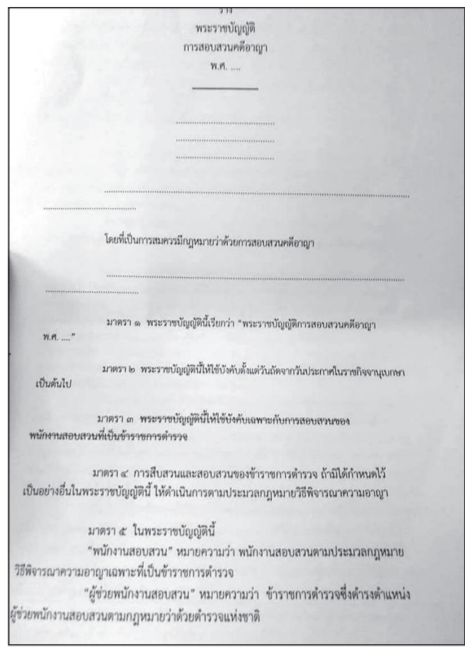 ร่าง
พระราชบัญญัติ
การสอบสวนคดีอาญา
พ.ศ. ....
โดยที่เป็นการสมควรมีกฎหมายว่าด้วยการสอบสวนคดีอาญา
มาตรา ๑ พระราชบัญญัตินี้เรียกว่า “พระราชบัญญัติการสอบสวนคดีอาญา
พ.ศ. ....”
มาตรา ๒ พระราชบัญญัตินี้ให้ใช้บังคับตั้งแต่วันถัดจากวันประกาศในราชกิจจานุเบกษา
เป็นต้นไป
มาตรา ๓ พระราชบัญญัตินี้ให้ใช้บังคับเฉพาะกับการสอบสวนของ
พนักงานสอบสวนที่เป็นข้าราชการตำรวจ
มาตรา ๔ การสืบสวนและสอบสวนของข้าราชการตำรวจ ถ้ามิได้กำหนดไว้
เป็นอย่างอื่นในพระราชบัญญัตินี้ ให้ดำเนินการตามประมวลกฎหมายวิธีพิจารณาความอาญา
มาตรา ๕ ในพระราชบัญญัตินี้
“พนักงานสอบสวน” หมายความว่า พนักงานสอบสวนตามประมวลกฎหมาย
วิธีพิจารณาความอาญาเฉพาะที่เป็นข้าราชการตำรวจ
“ผู้ช่วยพนักงานสอบสวน” หมายความว่า ข้าราชการตำรวจซึ่งดำรงตำแหน่ง
ผู้ช่วยพนักงานสอบสวนตามกฎหมายว่าด้วยตำรวจแห่งชาติ